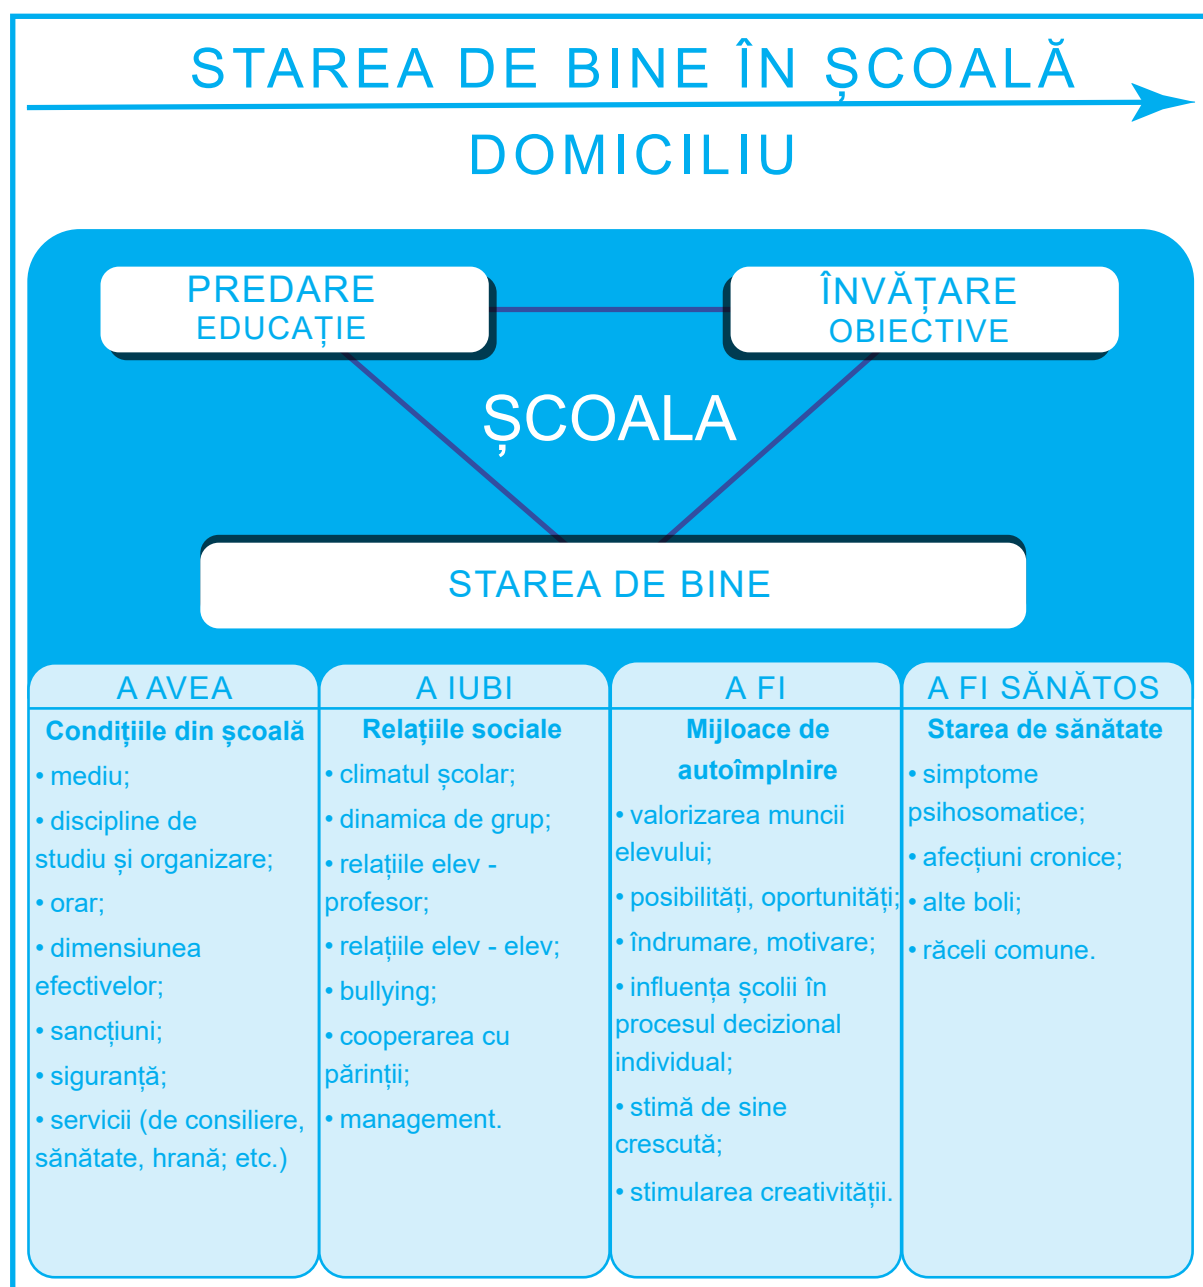 STAREA DE BINE ÎN ȘCOALĂ
DOMICILIU
PREDARE
EDUCAȚIE
ÎNVĂȚARE
OBIECTIVE
ȘCOALA
STAREA DE BINE
A AVEA
Condițiile din școală
• mediu;
• discipline de
studiu și organizare;
• orar;
• dimensiunea
efectivelor;
• sancțiuni;
• siguranță;
• servicii (de consiliere,
sănătate, hrană; etc.)
A IUBI
Relațiile sociale
• climatul școlar;
• dinamica de grup;
• relațiile elev -
profesor;
• relațiile elev - elev;
• bullying;
• cooperarea cu
părinții;
• management.
A FI
Mijloace de
autoîmplnire
• valorizarea muncii
elevului;
• posibilități, oportunități;
• îndrumare, motivare;
• influența școlii în
procesul decizional
individual;
• stimă de sine
crescută;
• stimularea creativității.
A FI SĂNĂTOS
Starea de sănătate
• simptome
psihosomatice;
• afecțiuni cronice;
• alte boli;
• răceli comune.